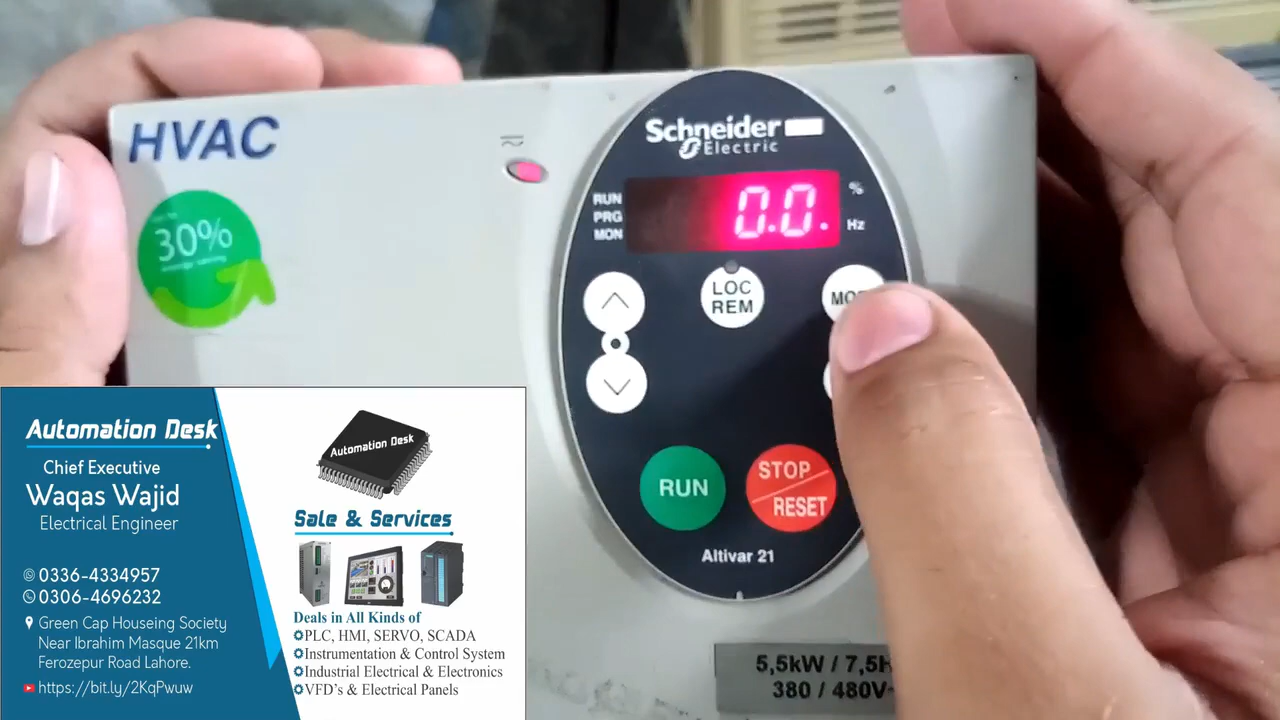 HVAC
30%
Schneider
Electric
RUN
PRG
MON
0.0.
%
Hz
LOC
REM
RUN
STOP
RESET
Altivar 21
5,5kW / 7,5H
380 / 480V~
Automation Desk
Chief Executive
Waqas Wajid
Electrical Engineer
0336-4334957
0306-4696232
Green Cap Houseing Society
Near Ibrahim Masque 21km
Ferozepur Road Lahore.
https://bit.ly/2KqPwuw
Automation Desk
Sale & Services
Deals in All Kinds of
PLC, HMI, SERVO, SCADA
Instrumentation & Control System
Industrial Electrical & Electronics
VFD's & Electrical Panels